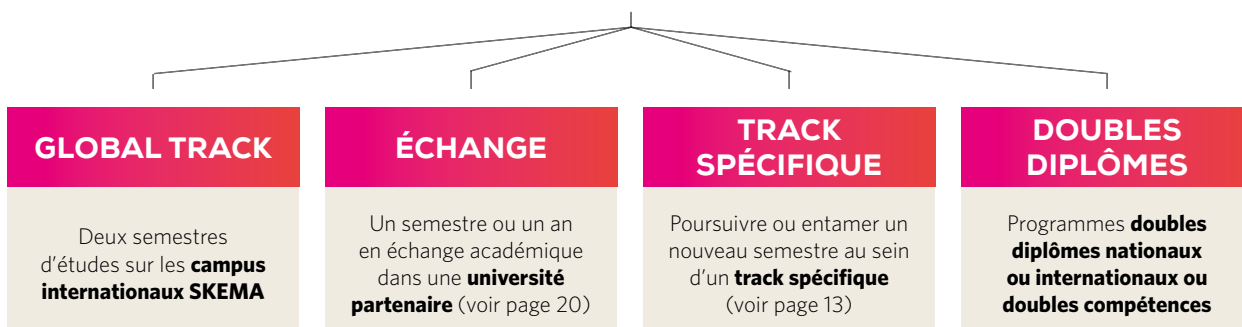 GLOBAL TRACK
Deux semestres
d'études sur les campus
internationaux SKEMA
ÉCHANGE
Un semestre ou un an
en échange académique
dans une université
partenaire (voir page 20)
TRACK
SPÉCIFIQUE
Poursuivre ou entamer un
nouveau semestre au sein
d'un track spécifique
(voir page 13)
DOUBLES
DIPLÔMES
Programmes doubles
diplômes nationaux
ou internationaux ou
doubles compétences